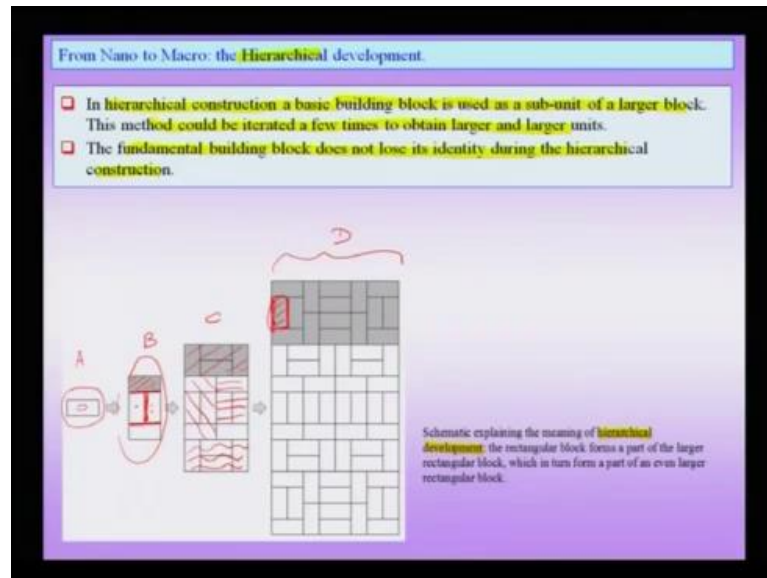 From Nano to Macro: the Hierarchical development.
In hierarchical construction a basic building block is used as a sub-unit of a larger block.
This method could be iterated a few times to obtain larger and larger units.
The fundamental building block does not lose its identity during the hierarchical
construction.
D
C
B
A
Schematic explaining the meaning of hierarchical
development: the rectangular block forms a part of the larger
rectangular block, which in turn form a part of an even larger
rectangular block.